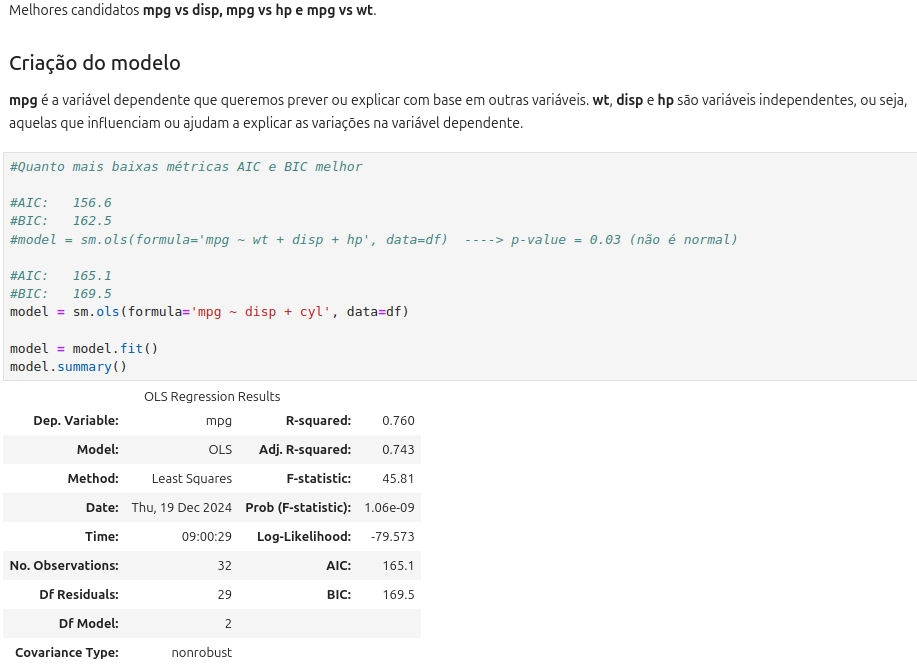 Melhores candidatos mpg vs disp, mpg vs hp e mpg vs wt.
Criação do modelo
mpg é a variável dependente que queremos prever ou explicar com base em outras variáveis. wt, disp e hp são variáveis independentes, ou seja,
aquelas que influenciam ou ajudam a explicar as variações na variável dependente.
#Quanto mais baixas métricas AIC e BIC melhor
#AIC:   156.6
#BIC:   162.5
#model = sm.ols(formula='mpg ~ wt + disp + hp', data=df)  ----> p-value = 0.03 (não é normal)
#AIC:   165.1
#BIC:   169.5
model = sm.ols(formula='mpg ~ disp + cyl', data=df)
model = model.fit()
model.summary()
OLS Regression Results
Dep. Variable: mpg R-squared: 0.760
Model: OLS Adj. R-squared: 0.743
Method: Least Squares F-statistic: 45.81
Date: Thu, 19 Dec 2024 Prob (F-statistic): 1.06e-09
Time: 09:00:29 Log-Likelihood: -79.573
No. Observations: 32 AIC: 165.1
Df Residuals: 29 BIC: 169.5
Df Model: 2
Covariance Type: nonrobust